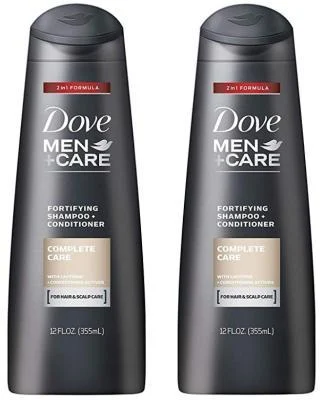 2 in 1 FORMULA
Dove
MEN
+CARE
FORTIFYING
SHAMPOO +
CONDITIONER
COMPLETE
CARE
WITH CAFFEINE
+ CONDITIONING ACTIVES
[FOR HAIR & SCALP CARE]
12 FL OZ. (355mL)
2 in 1 FORMULA
Dove
MEN
+CARE
FORTIFYING
SHAMPOO +
CONDITIONER
COMPLETE
CARE
WITH CAFFEINE
+ CONDITIONING ACTIVES
[FOR HAIR & SCALP CARE]
12 FL OZ. (355mL)